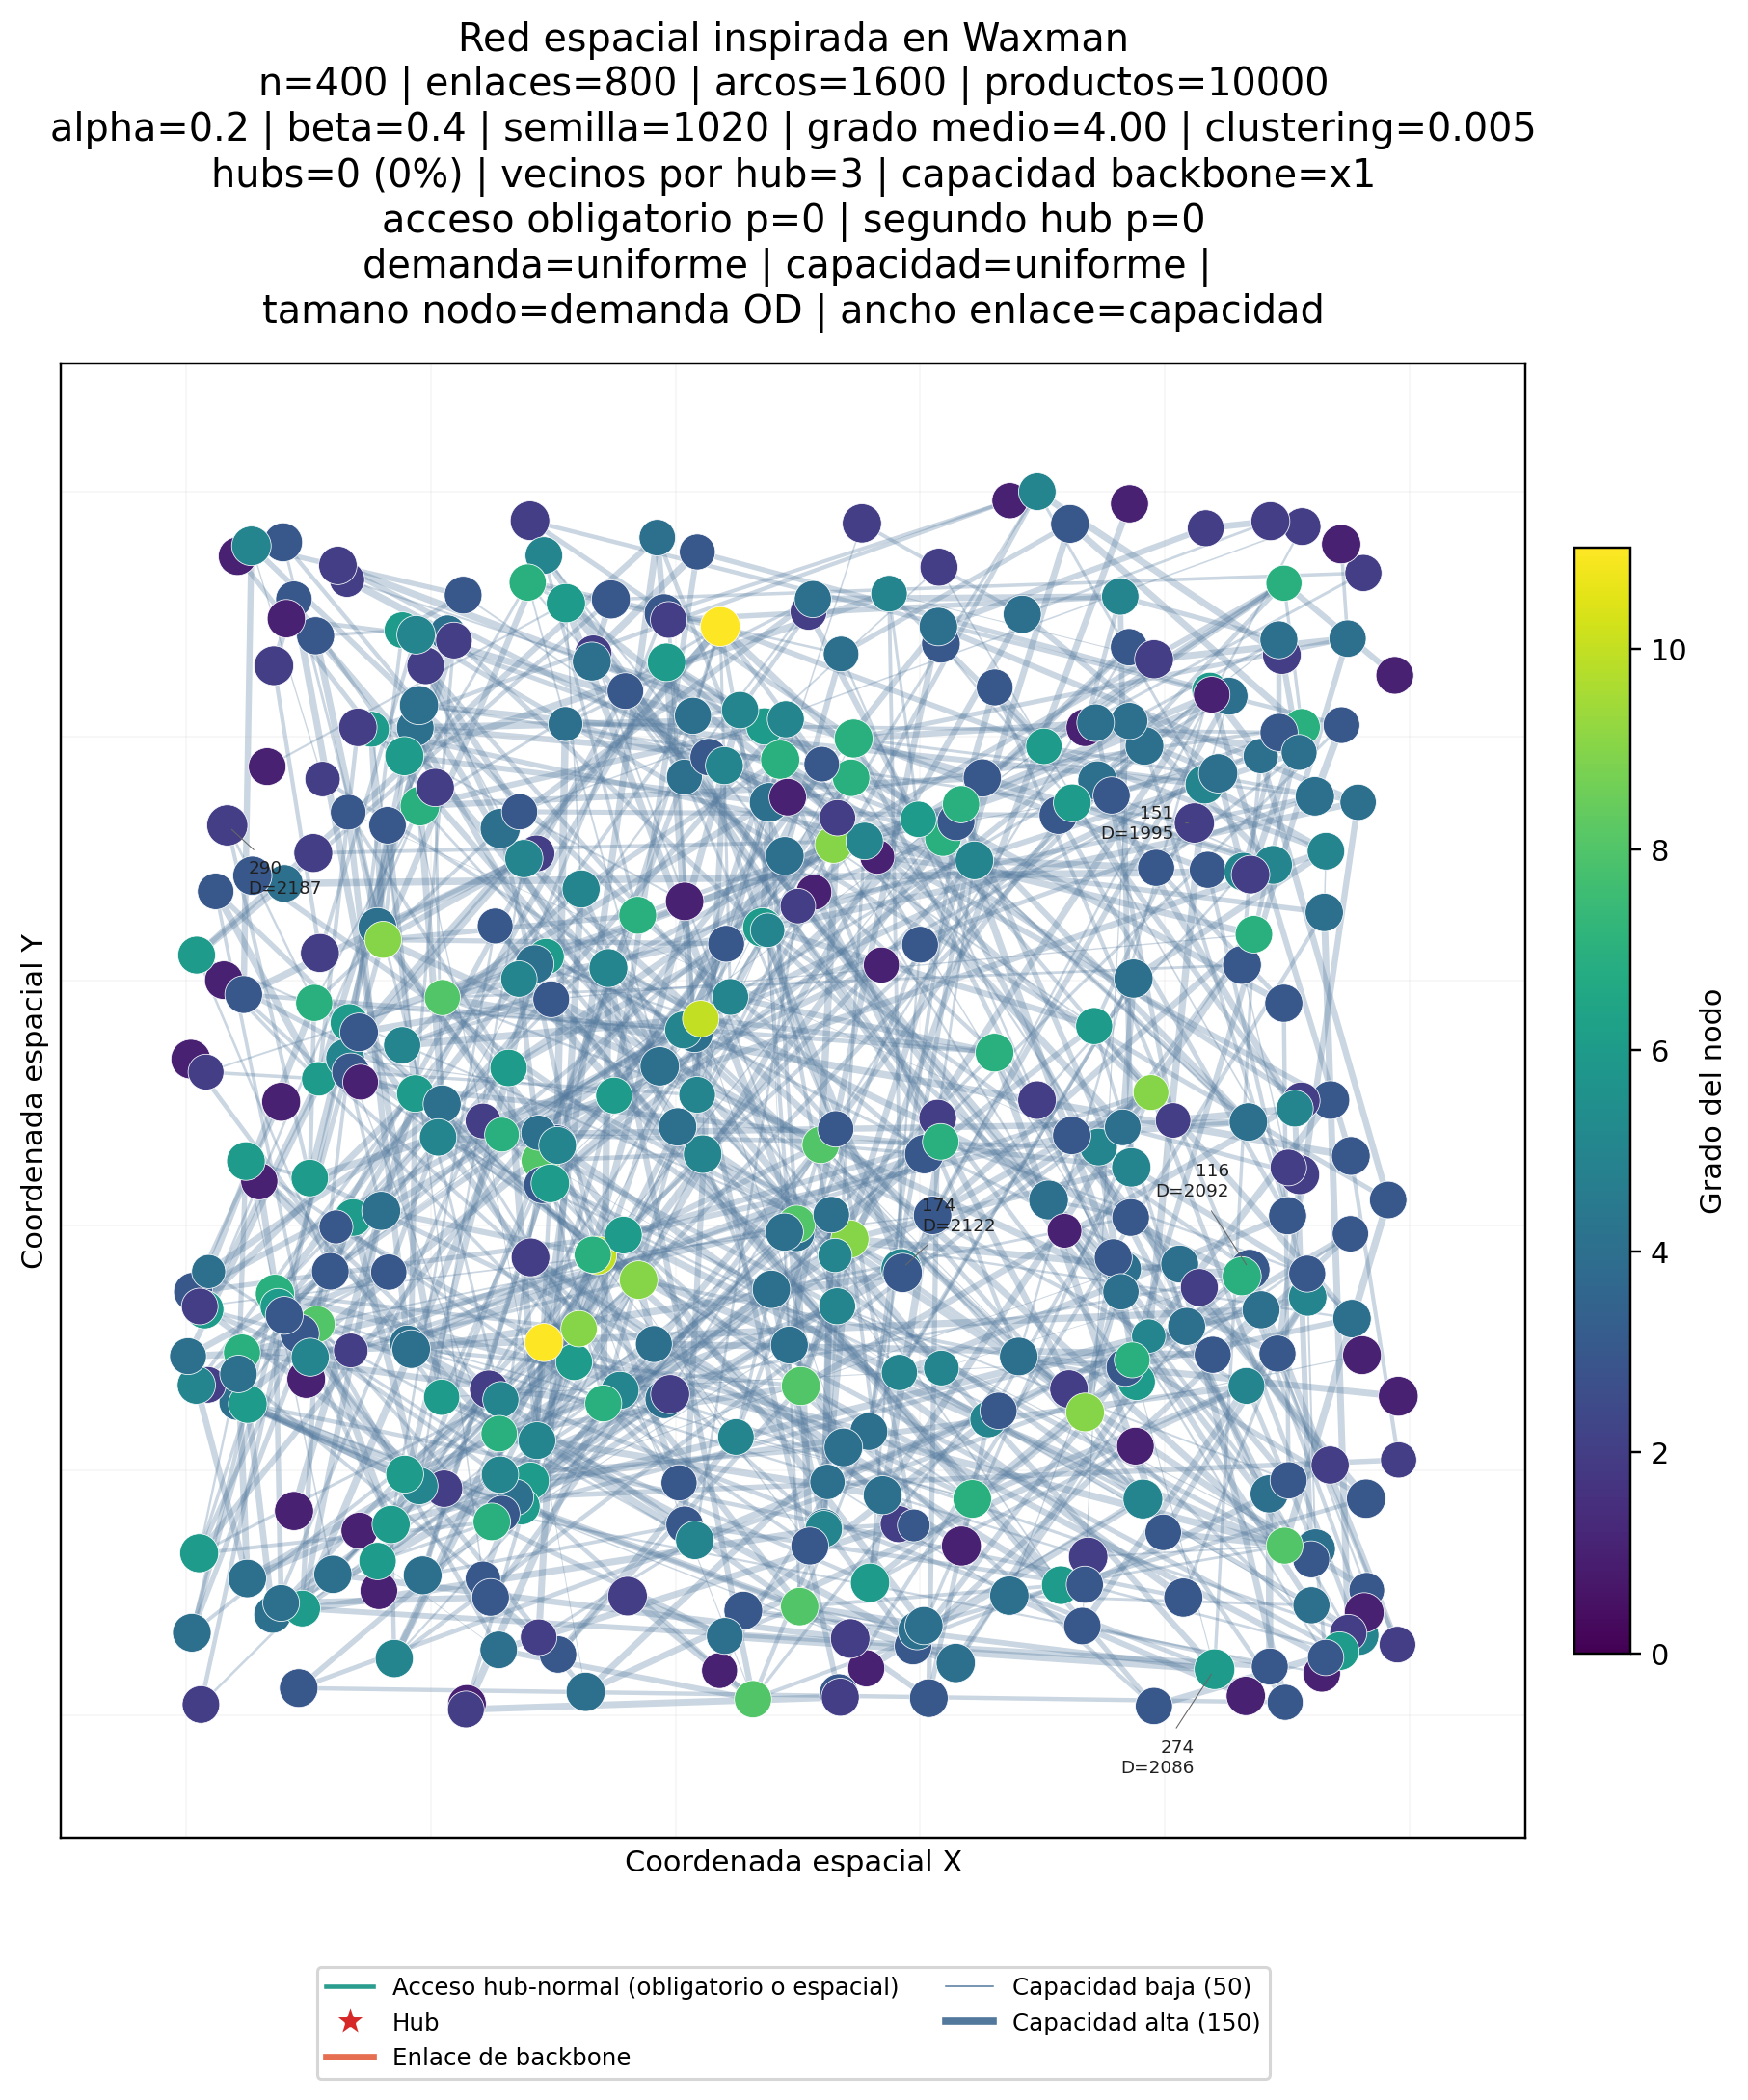 Red espacial inspirada en Waxman
n=400 | enlaces=800 | arcos=1600 | productos=10000
alpha=0.2 | beta=0.4 | semilla=1020 | grado medio=4.00 | clustering=0.005
hubs=0 (0%) | vecinos por hub=3 | capacidad backbone=x1
acceso obligatorio p=0 | segundo hub p=0
demanda=uniforme | capacidad=uniforme |
tamano nodo=demanda OD | ancho enlace=capacidad
151
D=1995
290
D=2187
116
D=2092
174
D=2122
274
D=2086
Coordenada espacial Y
Coordenada espacial X
10
8
6
4
2
0
Grado del nodo
Acceso hub-normal (obligatorio o espacial)
Hub
Enlace de backbone
Capacidad baja (50)
Capacidad alta (150)